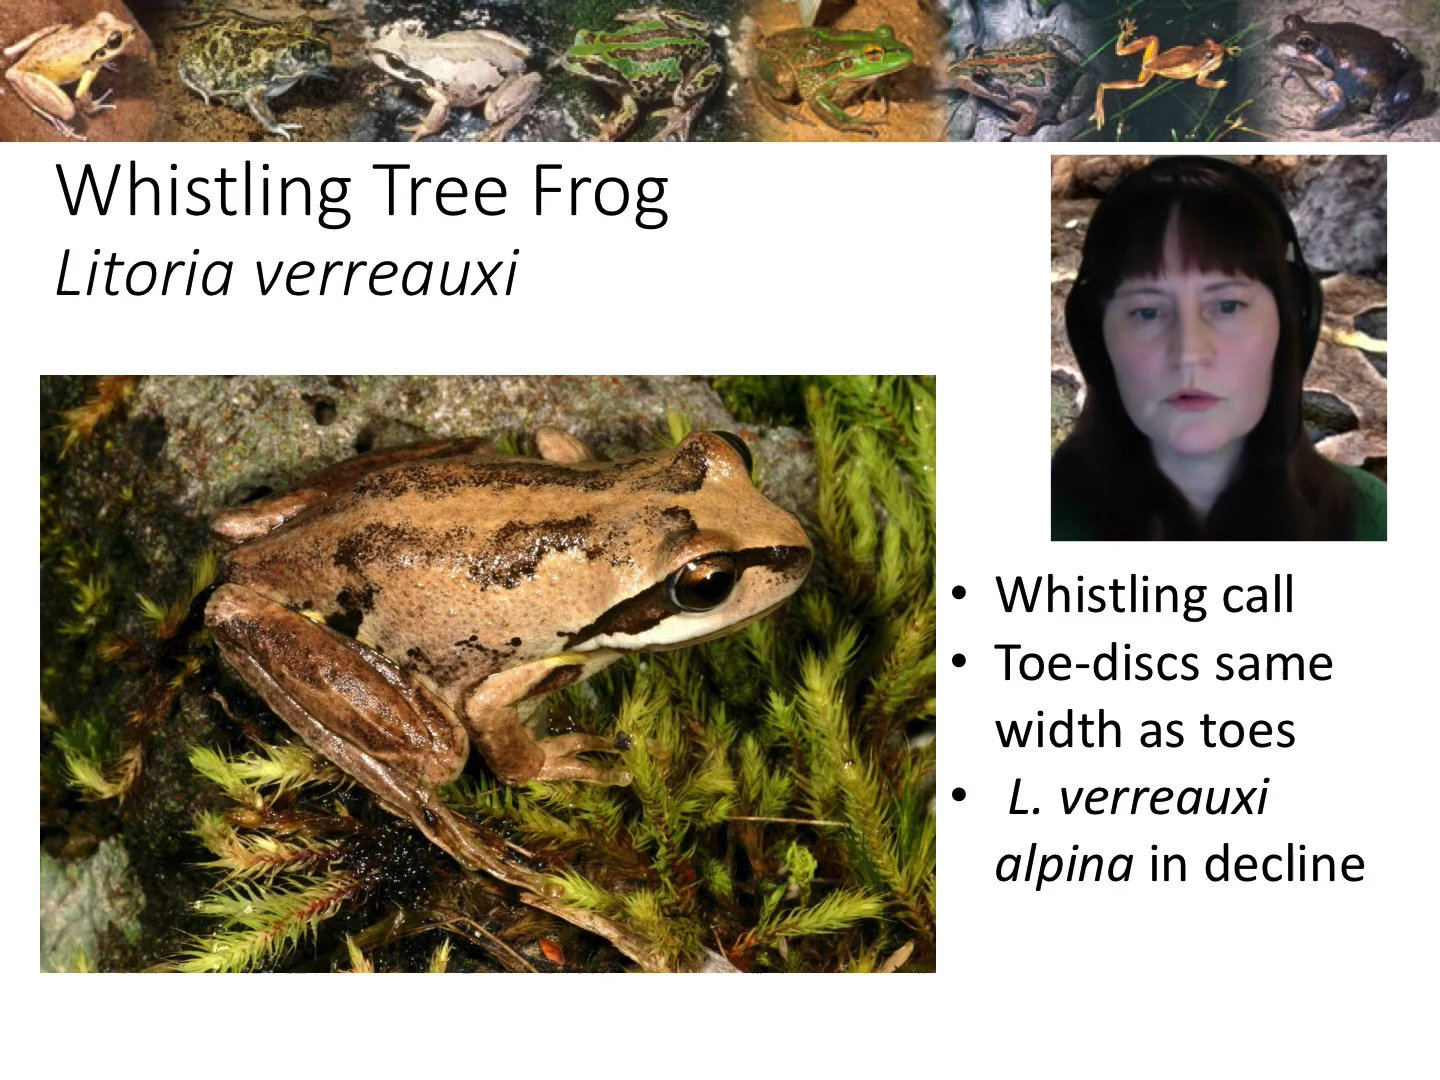 Whistling Tree Frog
Litoria verreauxi
• Whistling call
• Toe-discs same
width as toes
• L. verreauxi
alpina in decline